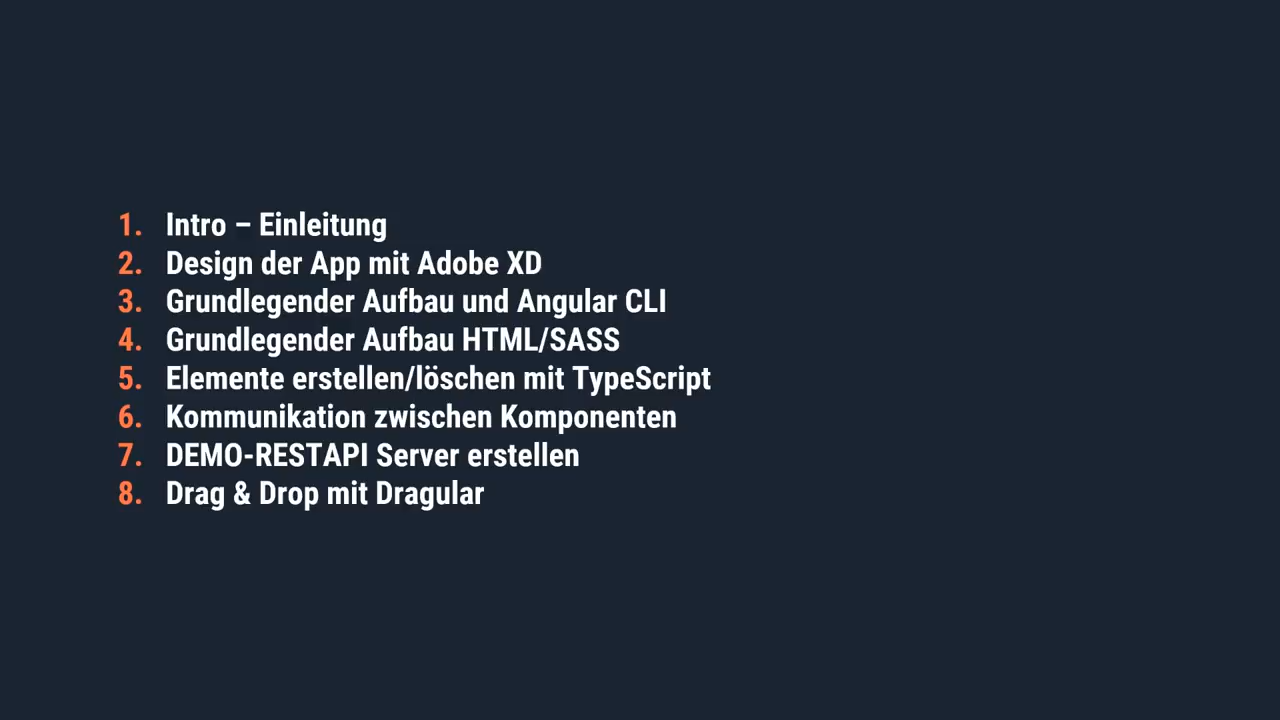 1. Intro – Einleitung
2. Design der App mit Adobe XD
3. Grundlegender Aufbau und Angular CLI
4. Grundlegender Aufbau HTML/SASS
5. Elemente erstellen/löschen mit TypeScript
6. Kommunikation zwischen Komponenten
7. DEMO-RESTAPI Server erstellen
8. Drag & Drop mit Dragular